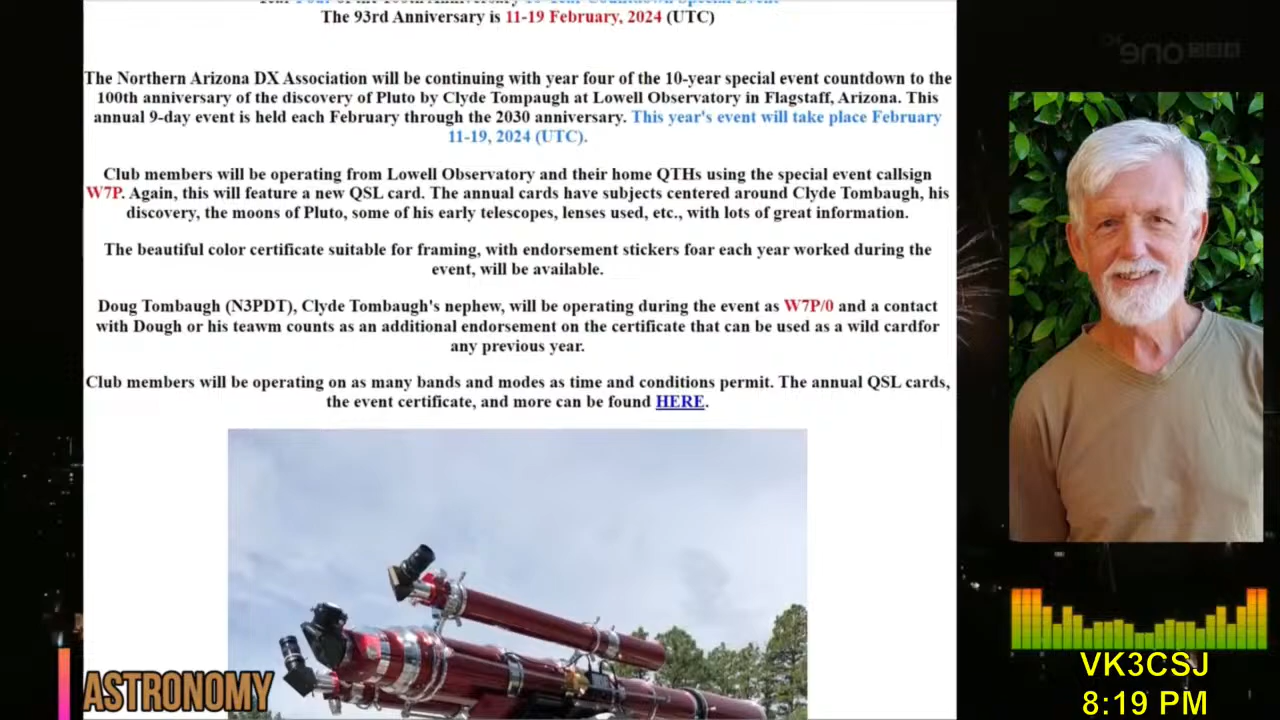 The 93rd Anniversary is 11-19 February, 2024 (UTC)
The Northern Arizona DX Association will be continuing with year four of the 10-year special event countdown to the
100th anniversary of the discovery of Pluto by Clyde Tompaugh at Lowell Observatory in Flagstaff, Arizona. This
annual 9-day event is held each February through the 2030 anniversary. This year's event will take place February
11-19, 2024 (UTC).
Club members will be operating from Lowell Observatory and their home QTHs using the special event callsign
W7P. Again, this will feature a new QSL card. The annual cards have subjects centered around Clyde Tombaugh, his
discovery, the moons of Pluto, some of his early telescopes, lenses used, etc., with lots of great information.
The beautiful color certificate suitable for framing, with endorsement stickers foar each year worked during the
event, will be available.
Doug Tombaugh (N3PDT), Clyde Tombaugh's nephew, will be operating during the event as W7P/0 and a contact
with Dough or his teawm counts as an additional endorsement on the certificate that can be used as a wild cardfor
any previous year.
Club members will be operating on as many bands and modes as time and conditions permit. The annual QSL cards,
the event certificate, and more can be found HERE.
ASTRONOMY
VK3CSJ
8:19 PM